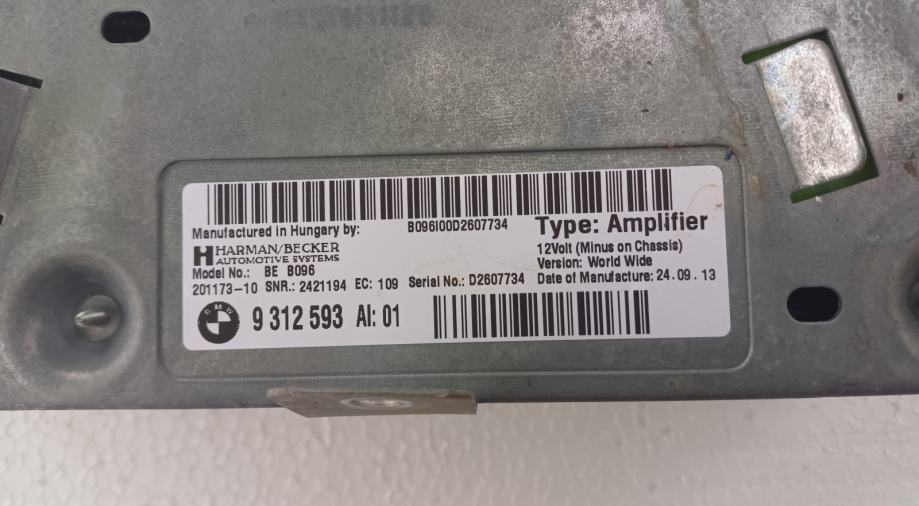 Manufactured in Hungary by:
B096I00D2607734
Type: Amplifier
HARMAN/BECKER
AUTOMOTIVE SYSTEMS
12Volt (Minus on Chassis)
Version: World Wide
Model No.: BE B096
201173-10 SNR.: 2421194 EC: 109 Serial No.: D2607734
Date of Manufacture: 24.09.13
BMW
9 312 593 AI: 01